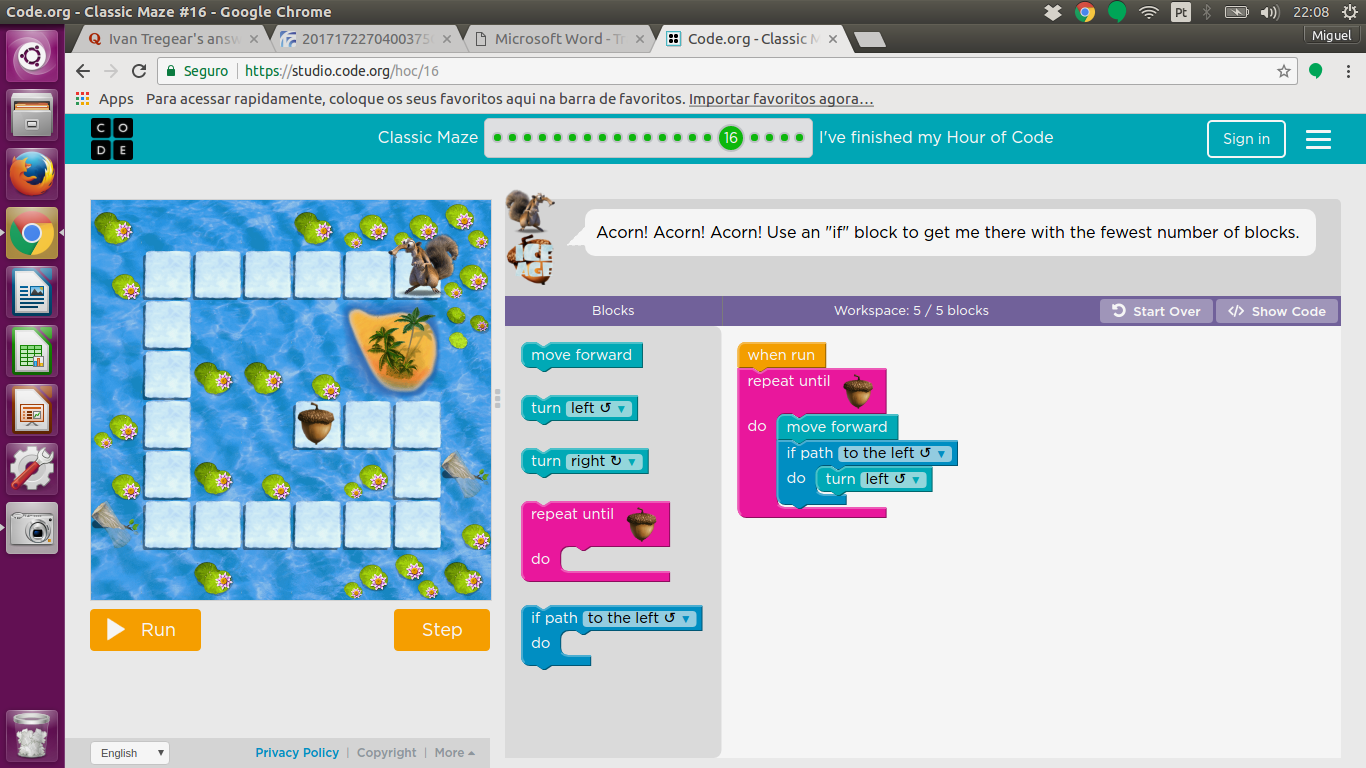 Code.org - Classic Maze #16 - Google Chrome
Pt
22:08
Ivan Tregear's answ
Microsoft Word - Tr
Code.org - Classic M
Miguel
Seguro
https://studio.code.org/hoc/16
Apps
Para acessar rapidamente, coloque os seus favoritos aqui na barra de favoritos. Importar favoritos agora...
C O
D E
Classic Maze
16
I've finished my Hour of Code
Sign in
Acorn! Acorn! Acorn! Use an "if" block to get me there with the fewest number of blocks.
ICE
AGE
Blocks
Workspace: 5 / 5 blocks
Start Over
</> Show Code
move forward
turn left ↺
turn right ↻
repeat until
do
if path to the left ↺
do
when run
repeat until
do
move forward
if path to the left ↺
do
turn left ↺
Run
Step
English
Privacy Policy | Copyright | More